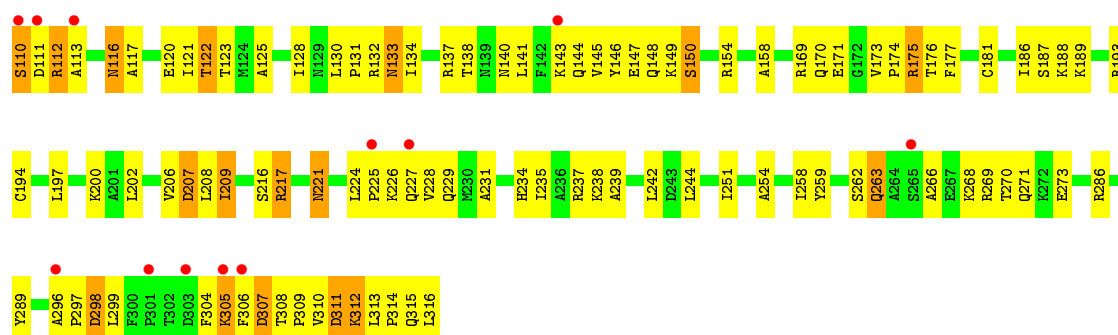 S110 D111 R112 A113 N116 A117 E120 I121 T122 T123 M124 A125 I128 N129 L130 P131 R132 N133 I134 R137 T138 N139 N140 L141 F142 K143 Q144 V145 Y146 E147 Q148 K149 S150 R154 A158 R169 Q170 E171 G172 V173 P174 R175 T176 F177 C181 I186 S187 K188 K189 R193
C194 L197 K200 A201 L202 V206 D207 L208 I209 S216 R217 N221 L224 P225 K226 Q227 V228 Q229 M230 A231 H234 I235 A236 R237 K238 A239 L242 D243 L244 I251 A254 I258 Y259 S262 Q263 A264 S265 A266 E267 K268 R269 T270 Q271 K272 E273 R286
Y289 A296 P297 D298 L299 F300 P301 T302 D303 F304 K305 F306 D307 T308 P309 V310 D311 K312 L313 P314 Q315 L316